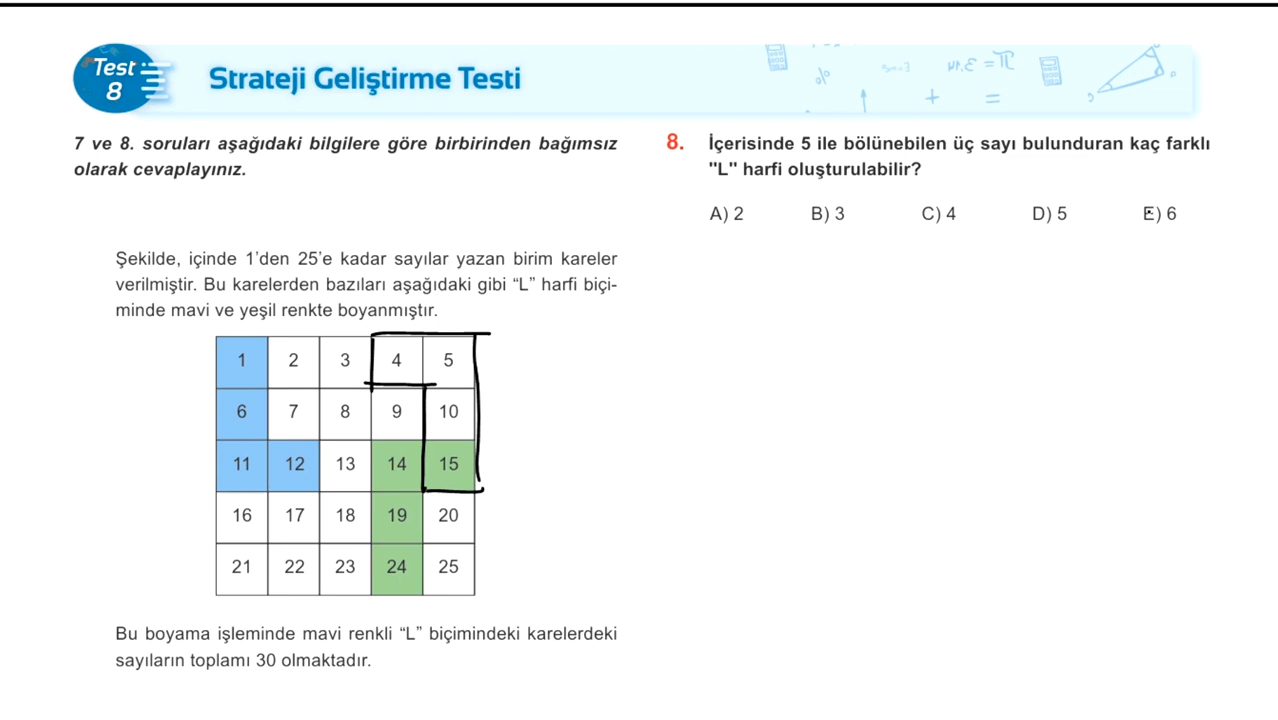 Test
8
Strateji Geliştirme Testi
7 ve 8. soruları aşağıdaki bilgilere göre birbirinden bağımsız
olarak cevaplayınız.
Şekilde, içinde 1'den 25'e kadar sayılar yazan birim kareler
verilmiştir. Bu karelerden bazıları aşağıdaki gibi “L” harfi biçi-
minde mavi ve yeşil renkte boyanmıştır.
1 2 3 4 5
6 7 8 9 10
11 12 13 14 15
16 17 18 19 20
21 22 23 24 25
Bu boyama işleminde mavi renkli “L” biçimindeki karelerdeki
sayıların toplamı 30 olmaktadır.
8. İçerisinde 5 ile bölünebilen üç sayı bulunduran kaç farklı
"L" harfi oluşturulabilir?
A) 2 B) 3 C) 4 D) 5 E) 6